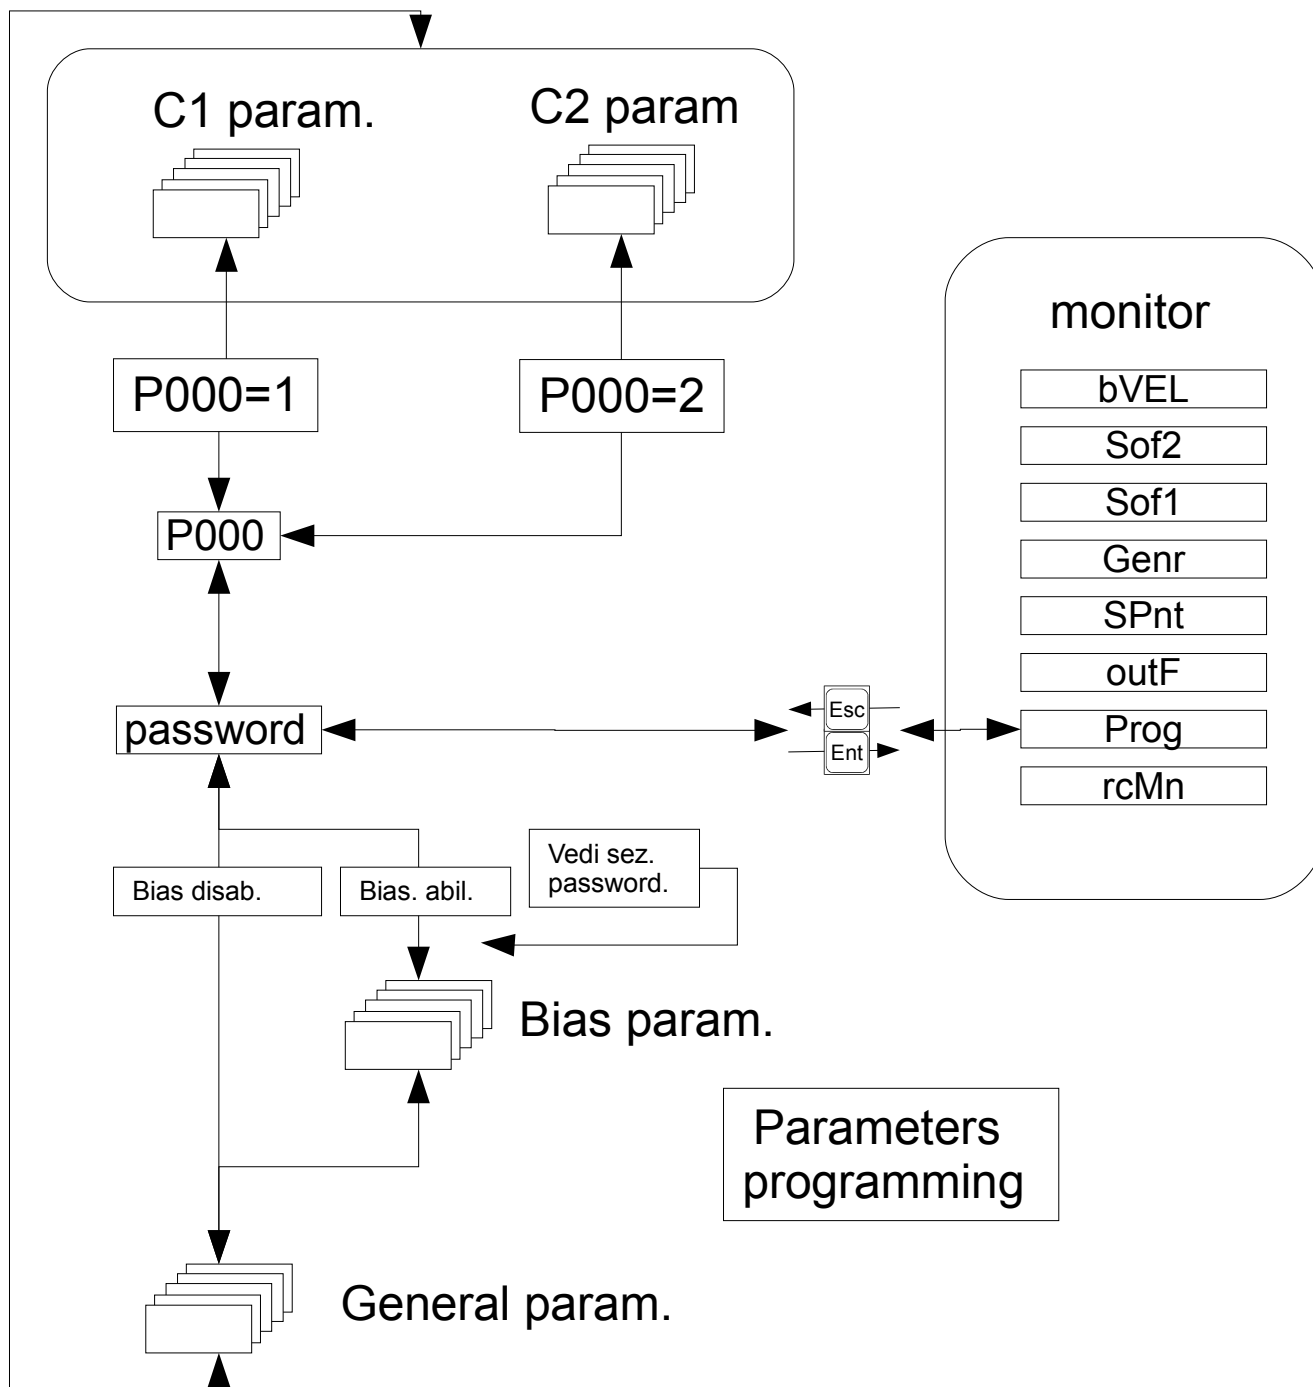 C1 param.
C2 param
monitor
P000=1
P000=2
bVEL
Sof2
Sof1
P000
Genr
SPnt
outF
password
Esc
Ent
Prog
rcMn
Bias disab.
Bias. abil.
Vedi sez.
password.
Bias param.
Parameters
programming
General param.